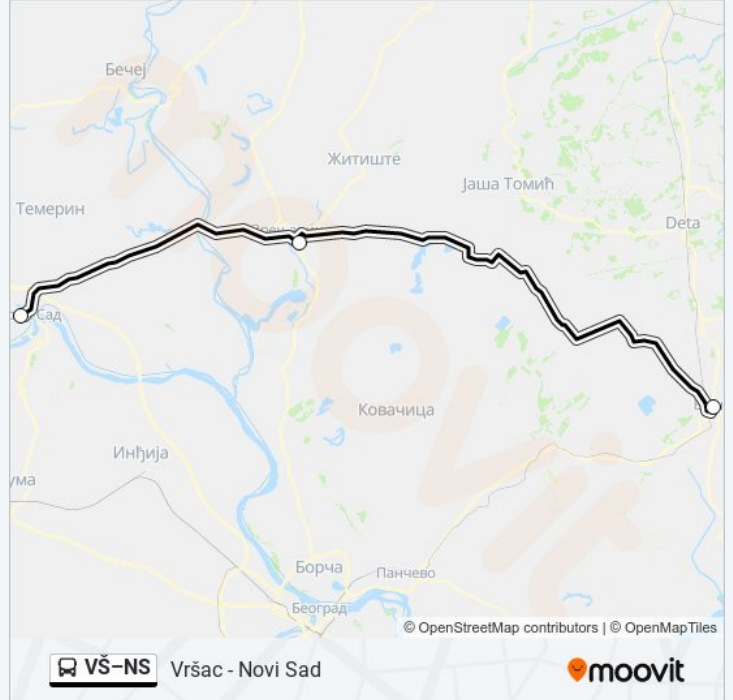 Бечеј
Житиште
Јаша Томић
Темерин
Deta
Сад
Ковачица
Инђија
ума
Борча
Панчево
Београд
© OpenStreetMap contributors | © OpenMapTiles
VŠ–NS Vršac - Novi Sad moovit
moovit